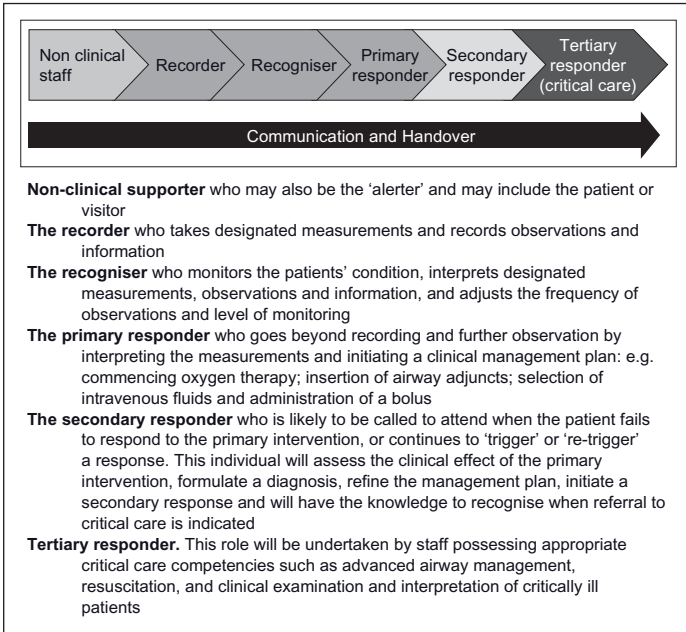 Non clinical
staff
Recorder
Recogniser
Primary
responder
Secondary
responder
Tertiary
responder
(critical care)
Communication and Handover
Non-clinical supporter who may also be the ‘alerter’ and may include the patient or
visitor
The recorder who takes designated measurements and records observations and
information
The recogniser who monitors the patients’ condition, interprets designated
measurements, observations and information, and adjusts the frequency of
observations and level of monitoring
The primary responder who goes beyond recording and further observation by
interpreting the measurements and initiating a clinical management plan: e.g.
commencing oxygen therapy; insertion of airway adjuncts; selection of
intravenous fluids and administration of a bolus
The secondary responder who is likely to be called to attend when the patient fails
to respond to the primary intervention, or continues to ‘trigger’ or ‘re-trigger’
a response. This individual will assess the clinical effect of the primary
intervention, formulate a diagnosis, refine the management plan, initiate a
secondary response and will have the knowledge to recognise when referral to
critical care is indicated
Tertiary responder. This role will be undertaken by staff possessing appropriate
critical care competencies such as advanced airway management,
resuscitation, and clinical examination and interpretation of critically ill
patients